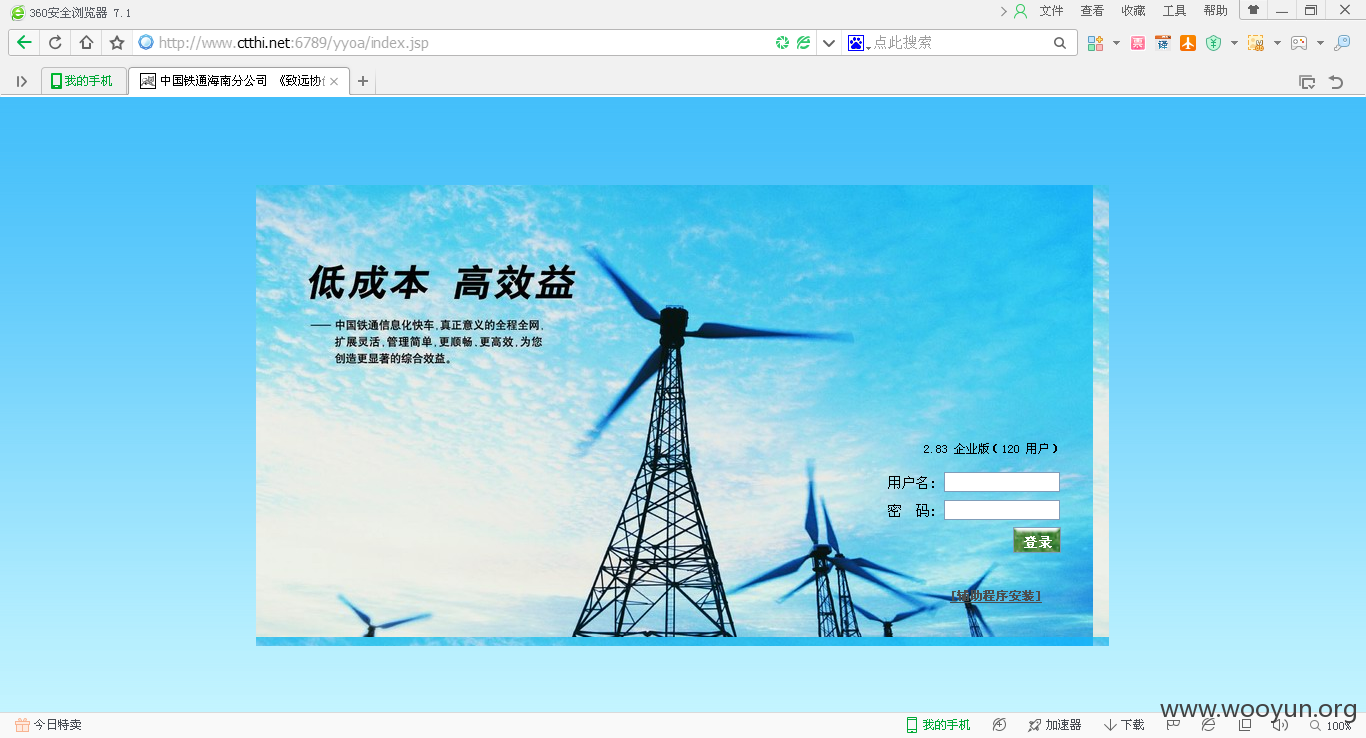 360安全浏览器 7.1
文件 查看 收藏 工具 帮助
http://www.ctthi.net:6789/yyoa/index.jsp
点此搜索
我的手机
中国铁通海南分公司 《致远协
低成本 高效益
—— 中国铁通信息化快车,真正意义的全程全网,
扩展灵活,管理简单,更顺畅,更高效,为您
创造更显著的综合效益。
2.83 企业版(120 用户)
用户名:
密 码:
登录
[辅助程序安装]
www.wooyun.org
今日特卖
我的手机
加速器
下载
100%